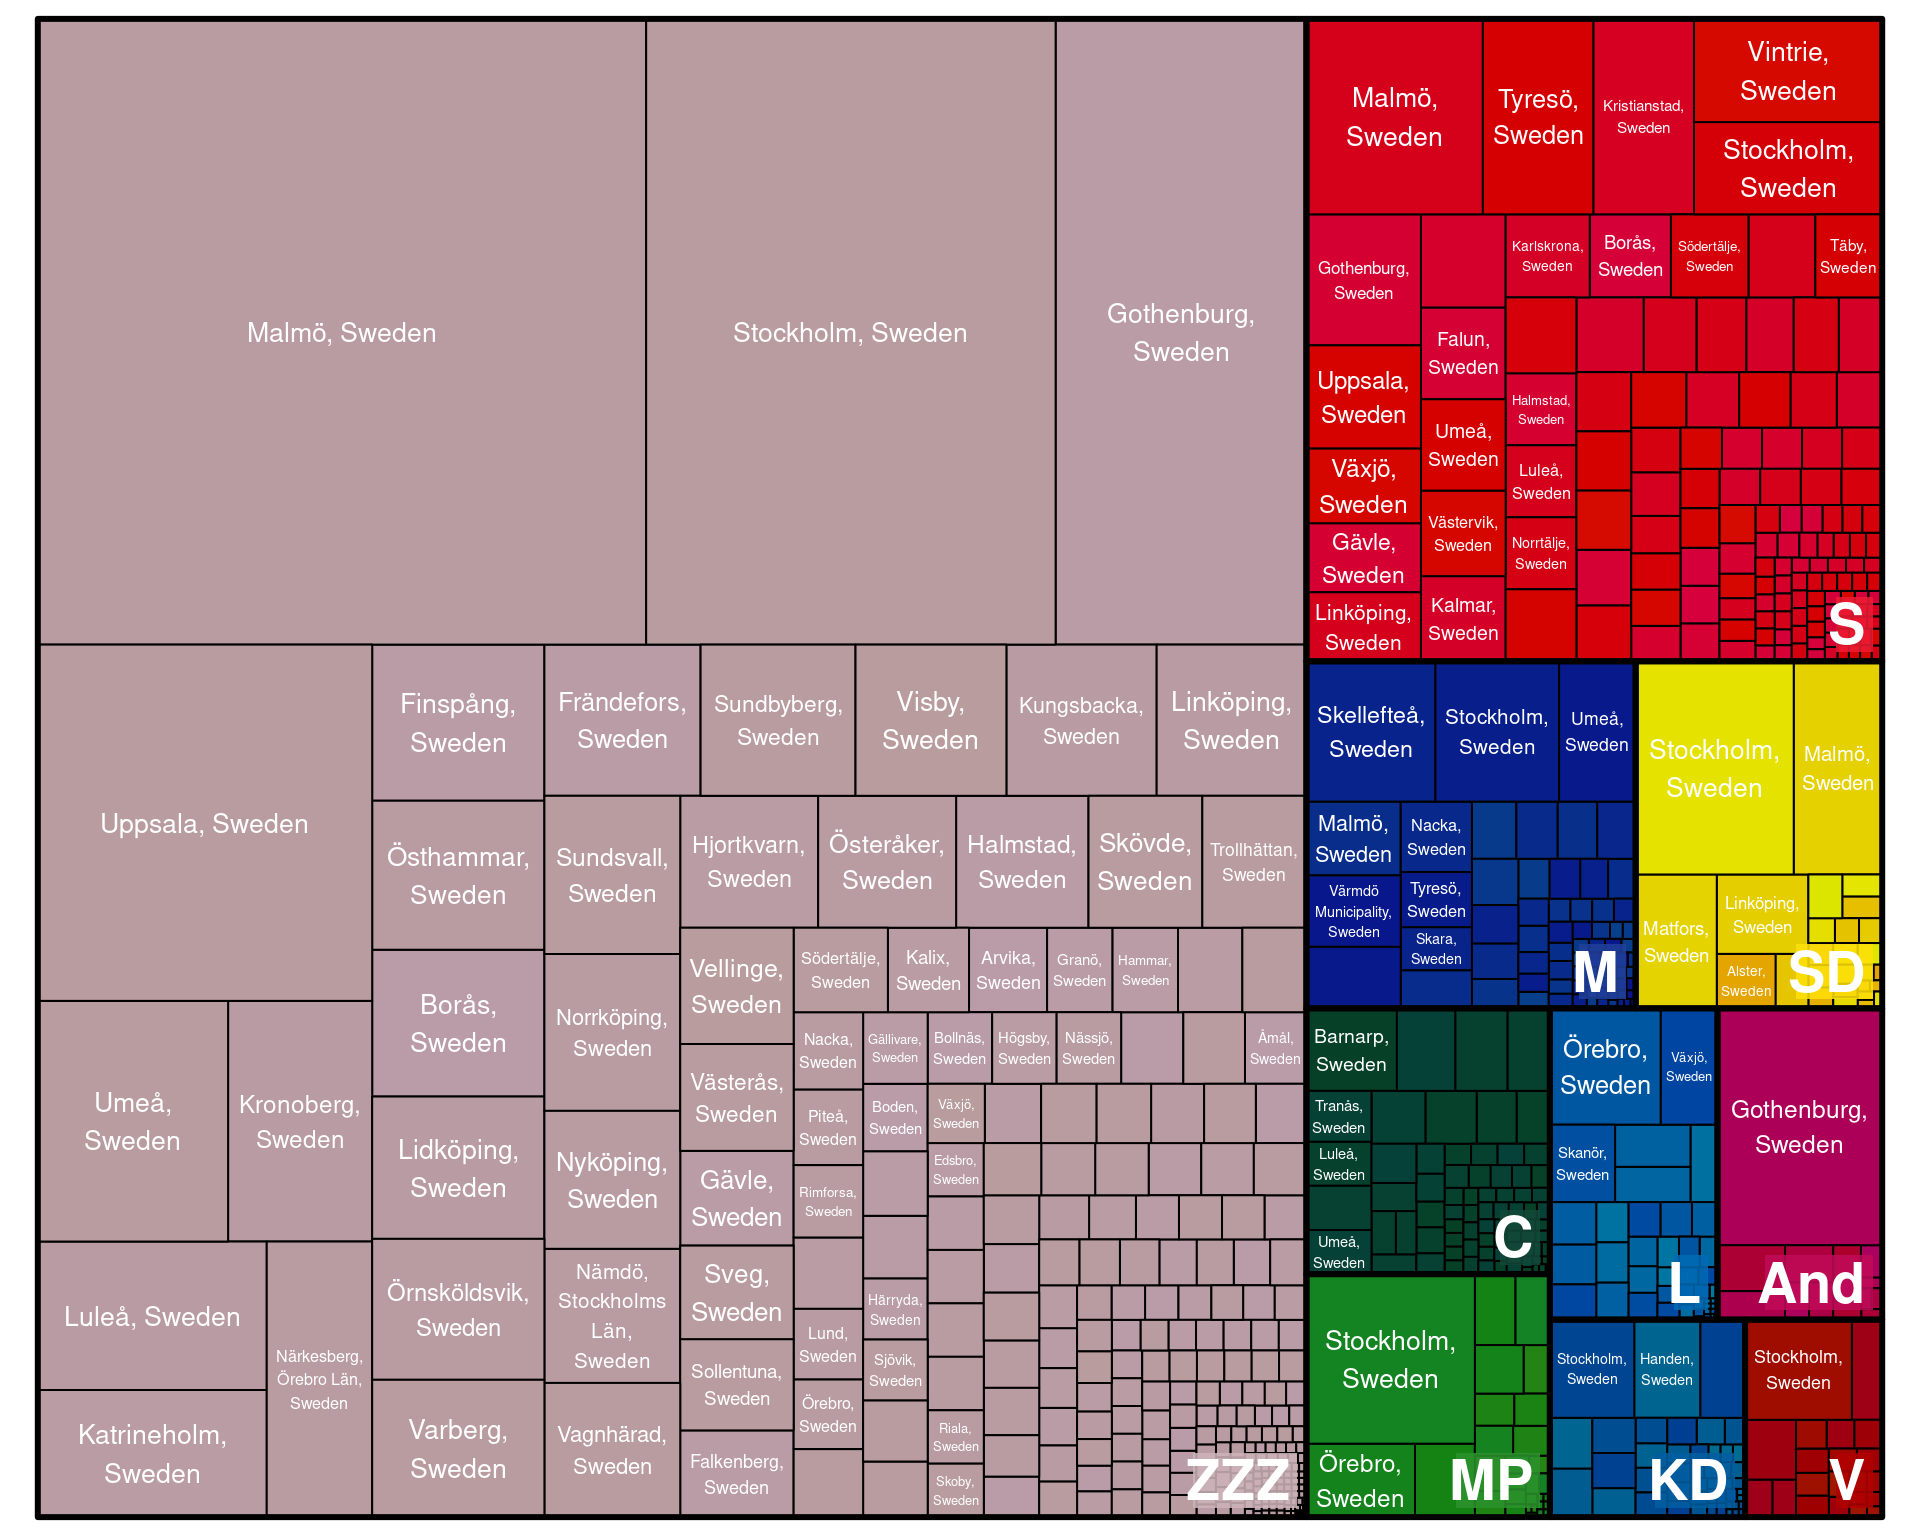 Malmö, Sweden
Stockholm, Sweden
Gothenburg,
Sweden
Uppsala, Sweden
Finspång,
Sweden
Frändefors,
Sweden
Sundbyberg,
Sweden
Visby,
Sweden
Kungsbacka,
Sweden
Linköping,
Sweden
Östhammar,
Sweden
Sundsvall,
Sweden
Hjortkvarn,
Sweden
Österåker,
Sweden
Halmstad,
Sweden
Skövde,
Sweden
Trollhättan,
Sweden
Borås,
Sweden
Norrköping,
Sweden
Vellinge,
Sweden
Södertälje,
Sweden
Kalix,
Sweden
Arvika,
Sweden
Granö,
Sweden
Hammar,
Sweden
Umeå,
Sweden
Kronoberg,
Sweden
Västerås,
Sweden
Nacka,
Sweden
Gällivare,
Sweden
Bollnäs,
Sweden
Högsby,
Sweden
Nässjö,
Sweden
Åmål,
Sweden
Lidköping,
Sweden
Nyköping,
Sweden
Piteå,
Sweden
Boden,
Sweden
Växjö,
Sweden
Gävle,
Sweden
Rimforsa,
Sweden
Edsbro,
Sweden
Luleå, Sweden
Närkesberg,
Örebro Län,
Sweden
Örnsköldsvik,
Sweden
Nämdö,
Stockholms
Län,
Sweden
Sveg,
Sweden
Härryda,
Sweden
Lund,
Sweden
Sjövik,
Sweden
Sollentuna,
Sweden
Örebro,
Sweden
Katrineholm,
Sweden
Varberg,
Sweden
Vagnhärad,
Sweden
Falkenberg,
Sweden
Riala,
Sweden
Skoby,
Sweden
ZZZ
Malmö,
Sweden
Tyresö,
Sweden
Kristianstad,
Sweden
Vintrie,
Sweden
Stockholm,
Sweden
Gothenburg,
Sweden
Karlskrona,
Sweden
Borås,
Sweden
Södertälje,
Sweden
Täby,
Sweden
Uppsala,
Sweden
Falun,
Sweden
Halmstad,
Sweden
Växjö,
Sweden
Umeå,
Sweden
Luleå,
Sweden
Gävle,
Sweden
Västervik,
Sweden
Norrtälje,
Sweden
Linköping,
Sweden
Kalmar,
Sweden
S
Skellefteå,
Sweden
Stockholm,
Sweden
Umeå,
Sweden
Malmö,
Sweden
Nacka,
Sweden
Värmdö
Municipality,
Sweden
Tyresö,
Sweden
Skara,
Sweden
M
Stockholm,
Sweden
Malmö,
Sweden
Matfors,
Sweden
Linköping,
Sweden
Alster,
Sweden
SD
Barnarp,
Sweden
Tranås,
Sweden
Luleå,
Sweden
Umeå,
Sweden
C
Örebro,
Sweden
Växjö,
Sweden
Skanör,
Sweden
L
Gothenburg,
Sweden
And
Stockholm,
Sweden
Örebro,
Sweden
MP
Stockholm,
Sweden
Handen,
Sweden
KD
Stockholm,
Sweden
V